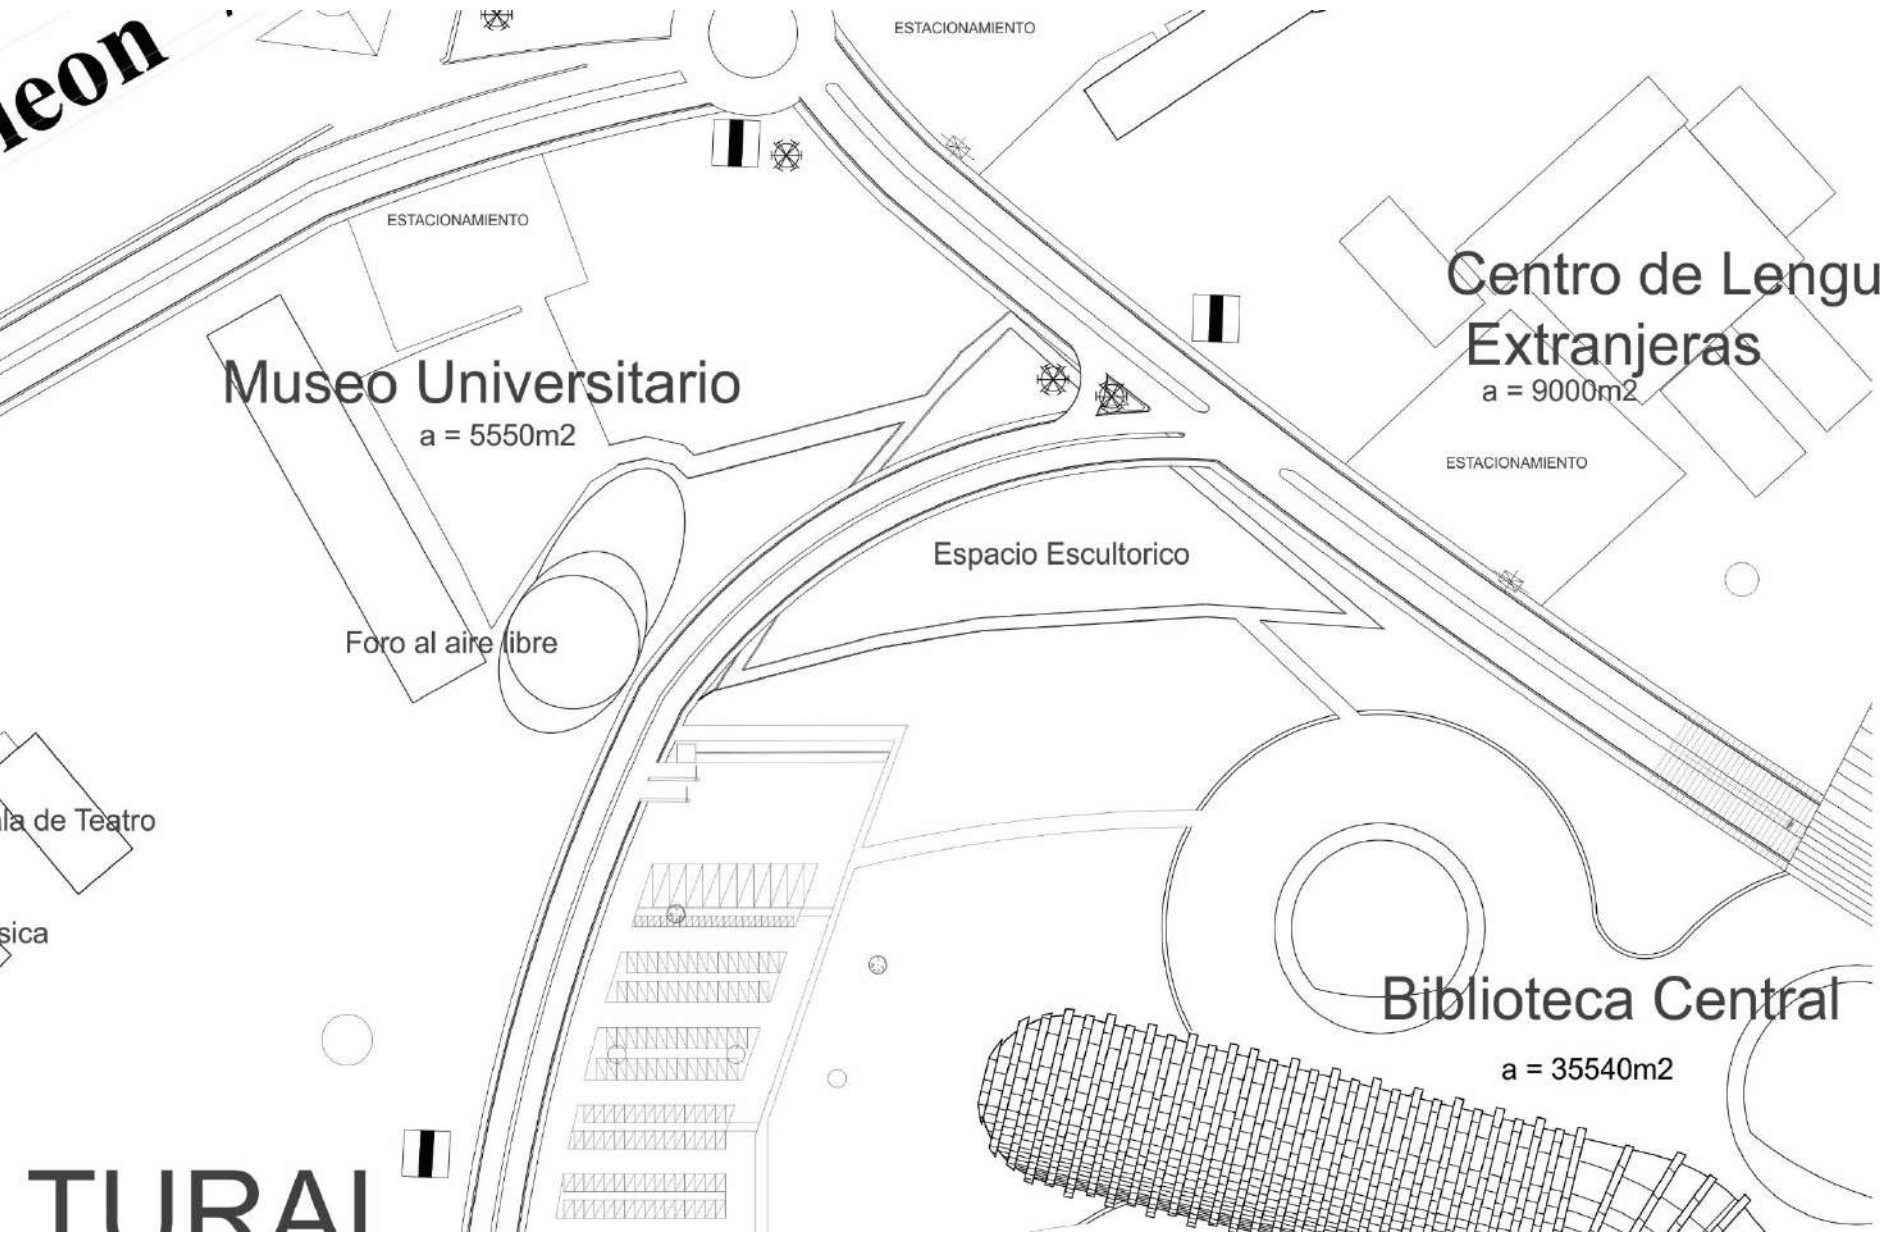 leon
ESTACIONAMIENTO
ESTACIONAMIENTO
Centro de Lengu
Extranjeras
a = 9000m2
Museo Universitario
a = 5550m2
ESTACIONAMIENTO
Espacio Escultorico
Foro al aire libre
ala de Teatro
sica
Biblioteca Central
a = 35540m2
TURAL